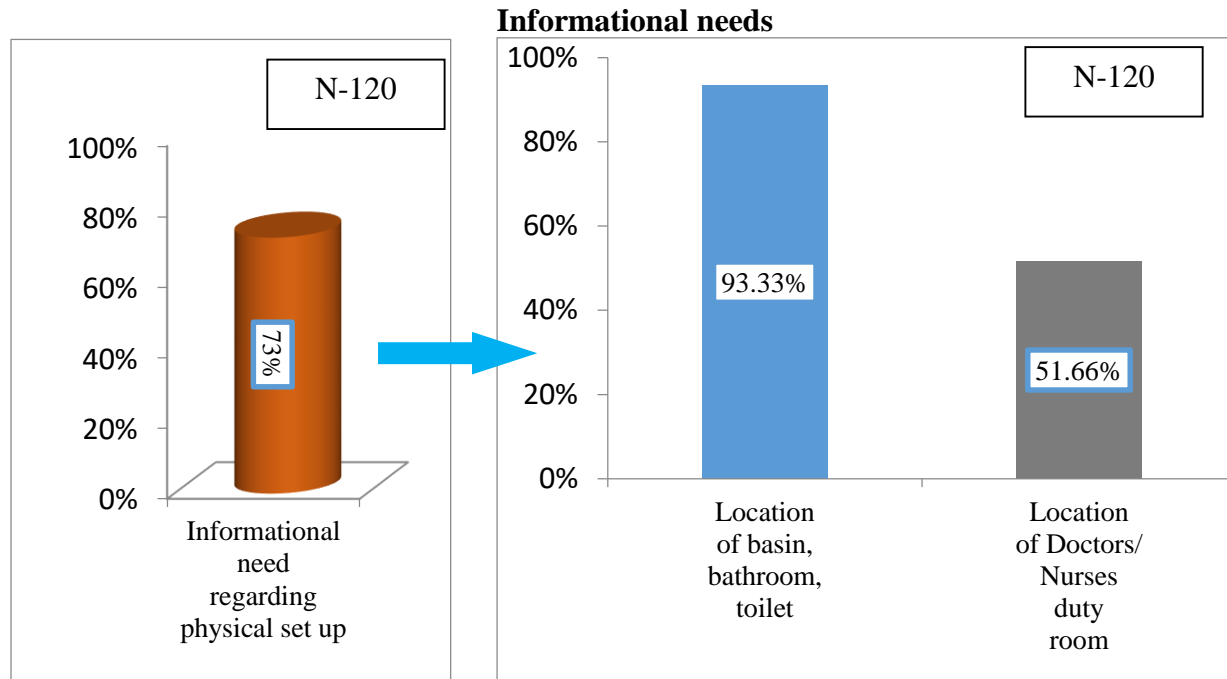 Informational needs
N-120
100%
80%
60%
40%
20%
0%
73%
Informational
need
regarding
physical set up
N-120
100%
80%
60%
40%
20%
0%
93.33%
51.66%
Location
of basin,
bathroom,
toilet
Location
of Doctors/
Nurses
duty
room